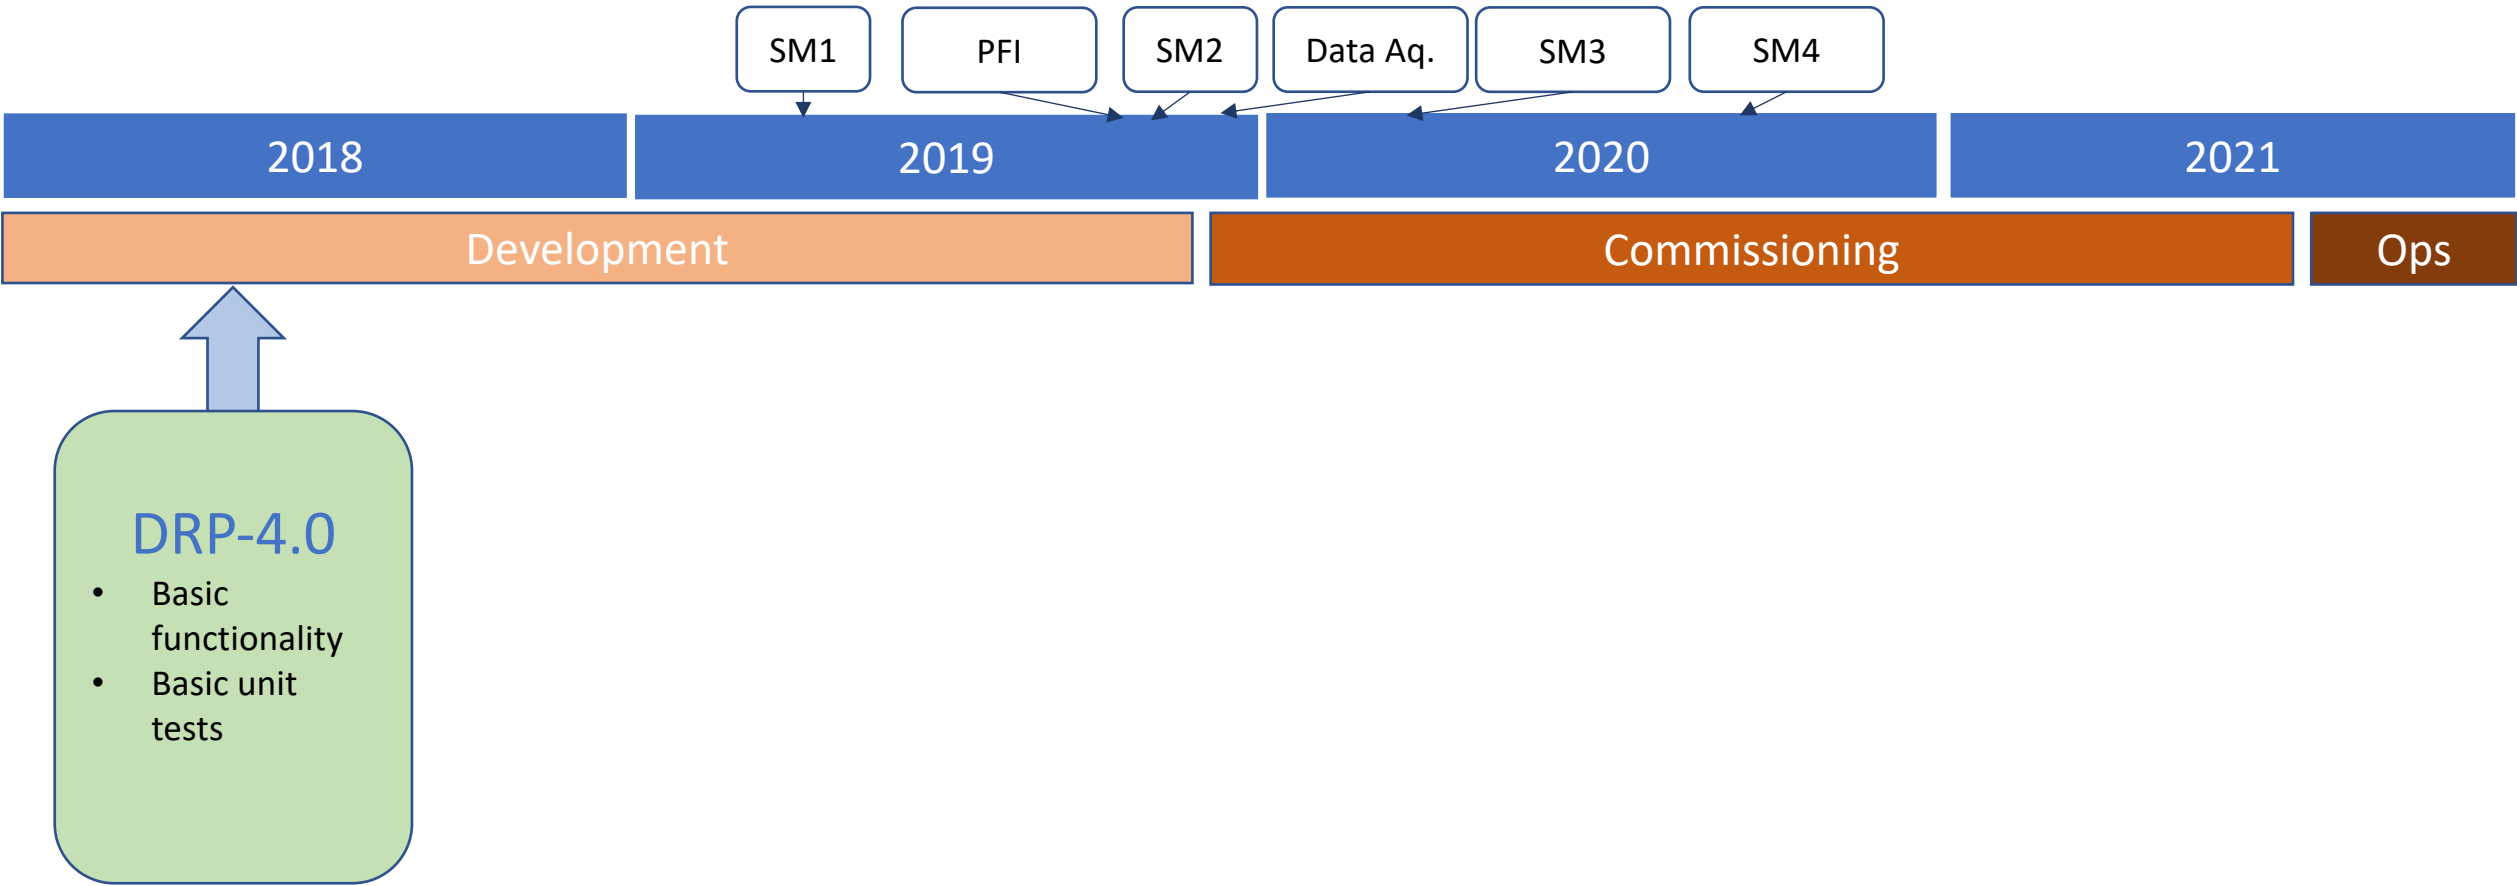 SM1
PFI
SM2
Data Aq.
SM3
SM4
2018
2019
2020
2021
Development
Commissioning
Ops
DRP-4.0
• Basic
functionality
• Basic unit
tests